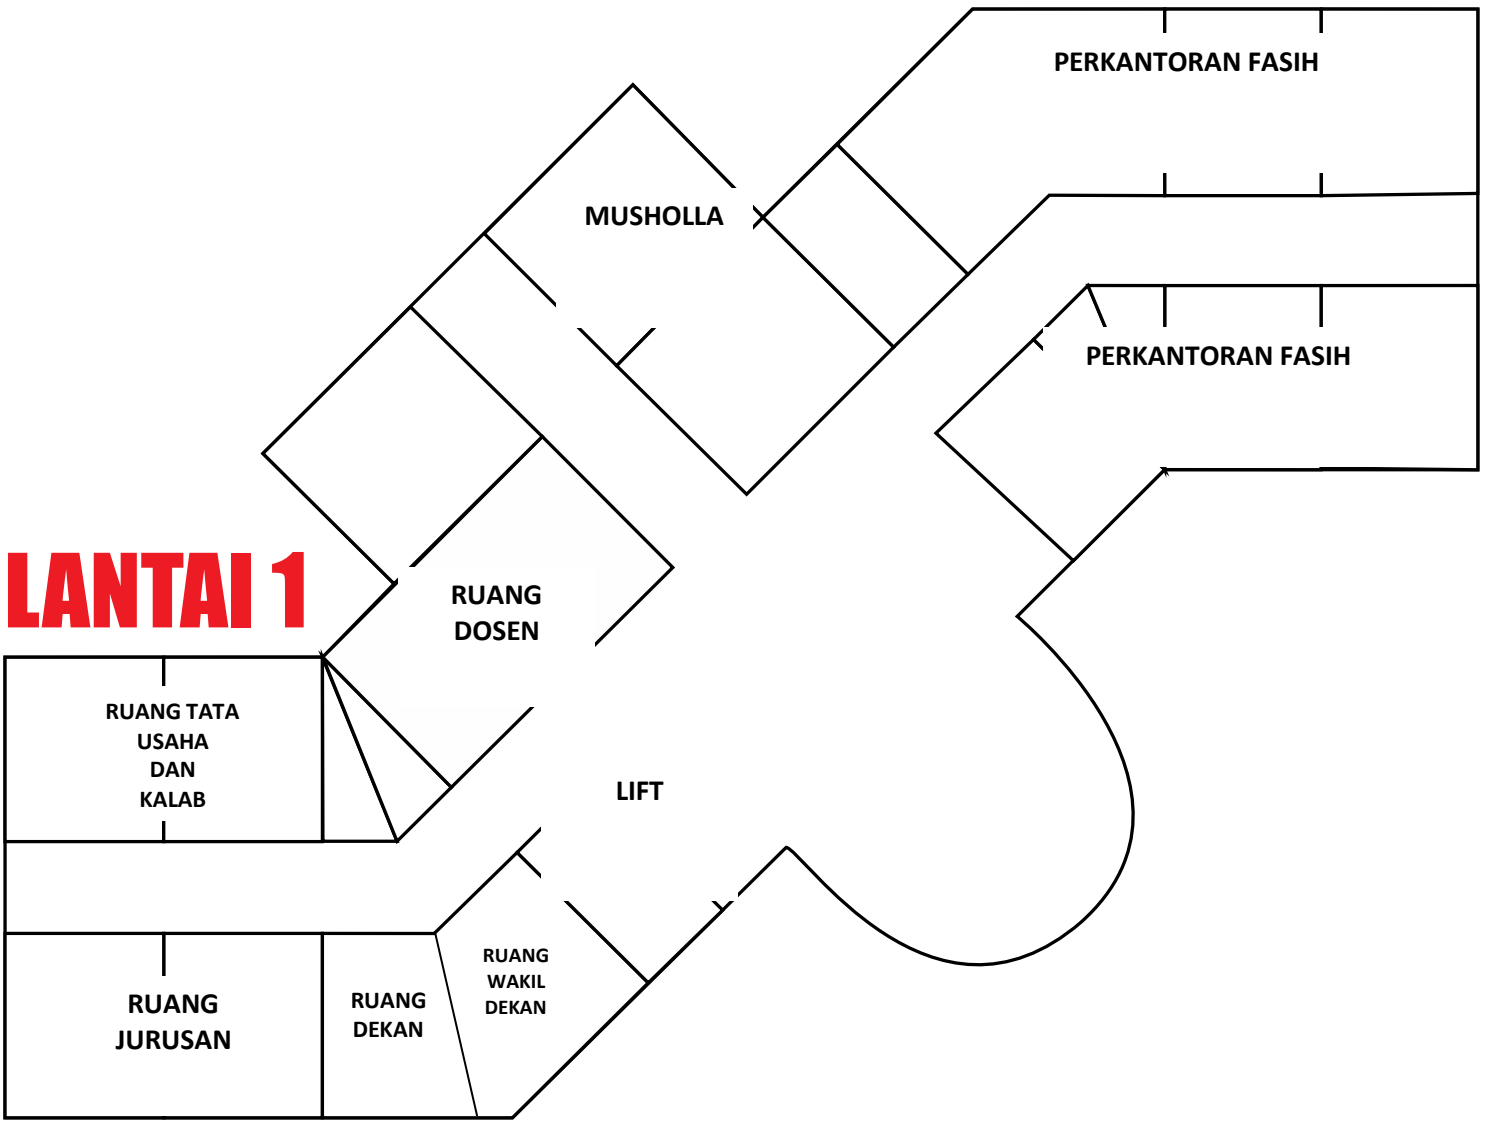 PERKANTORAN FASIH
MUSHOLLA
PERKANTORAN FASIH
LANTAI 1
RUANG
DOSEN
RUANG TATA
USAHA
DAN
KALAB
LIFT
RUANG
JURUSAN
RUANG
DEKAN
RUANG
WAKIL
DEKAN